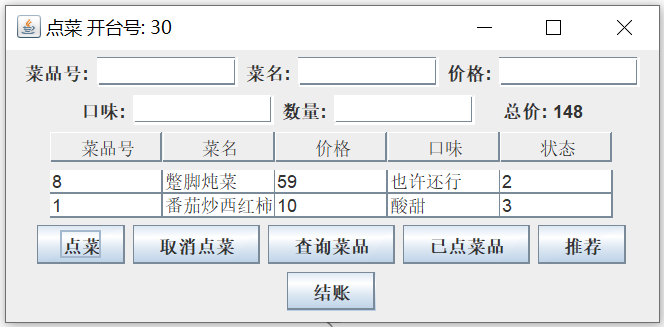 点菜 开台号: 30
菜品号: 菜名: 价格:
口味: 数量: 总价: 148
菜品号 菜名 价格 口味 状态
8 蹩脚炖菜 59 也许还行 2
1 番茄炒西红柿 10 酸甜 3
点菜 取消点菜 查询菜品 已点菜品 推荐
结账